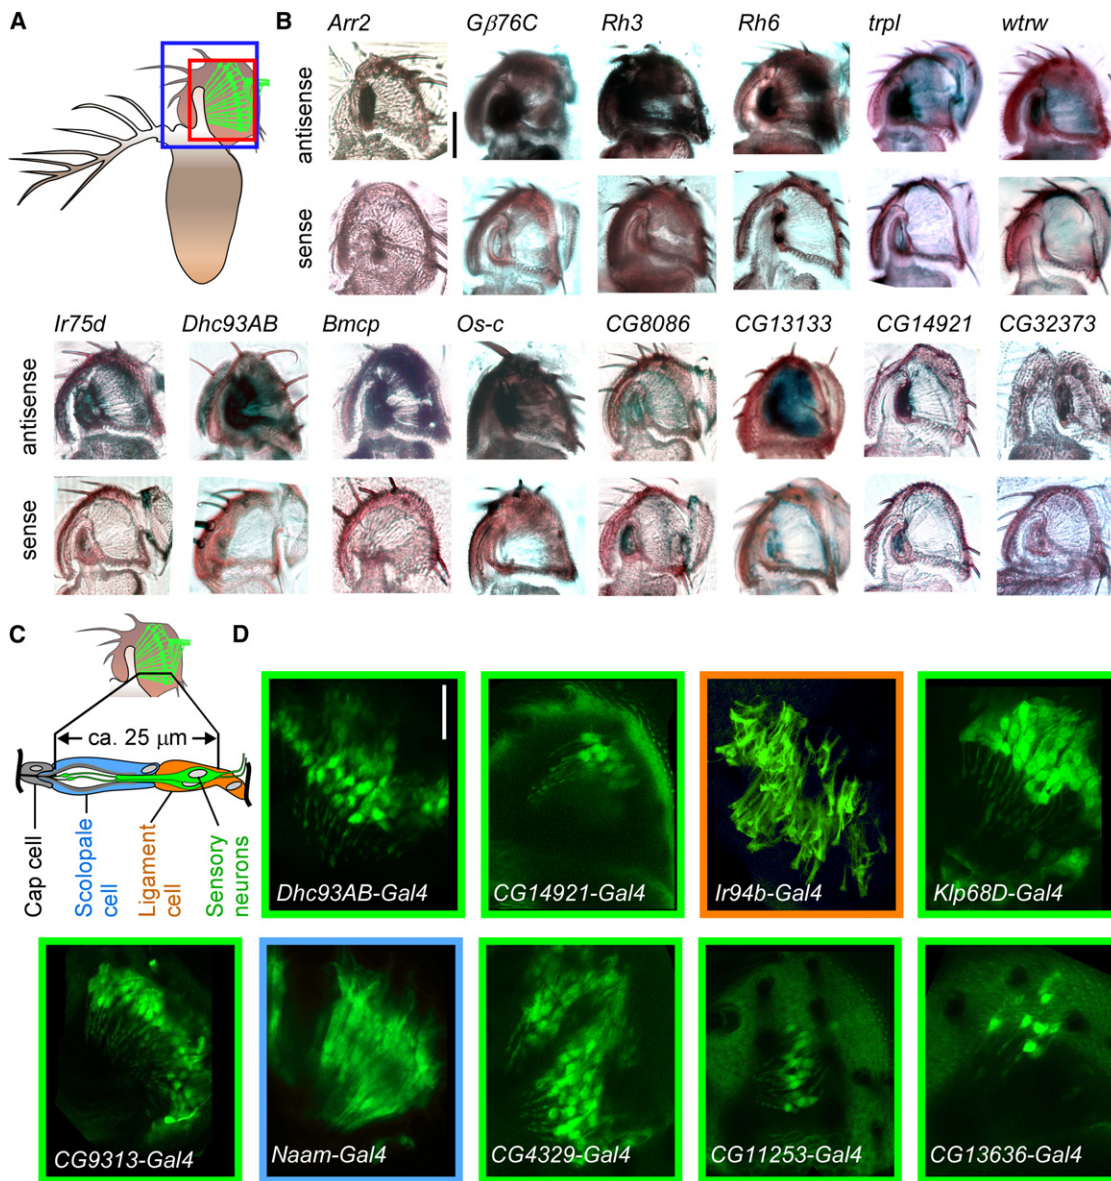 A
B
Arr2
Gβ76C
Rh3
Rh6
trpl
wtrw
antisense
sense
Ir75d
Dhc93AB
Bmcp
Os-c
CG8086
CG13133
CG14921
CG32373
antisense
sense
C
D
ca. 25 μm
Cap cell
Scolopale
cell
Ligament
cell
Sensory
neurons
Dhc93AB-Gal4
CG14921-Gal4
Ir94b-Gal4
Klp68D-Gal4
CG9313-Gal4
Naam-Gal4
CG4329-Gal4
CG11253-Gal4
CG13636-Gal4